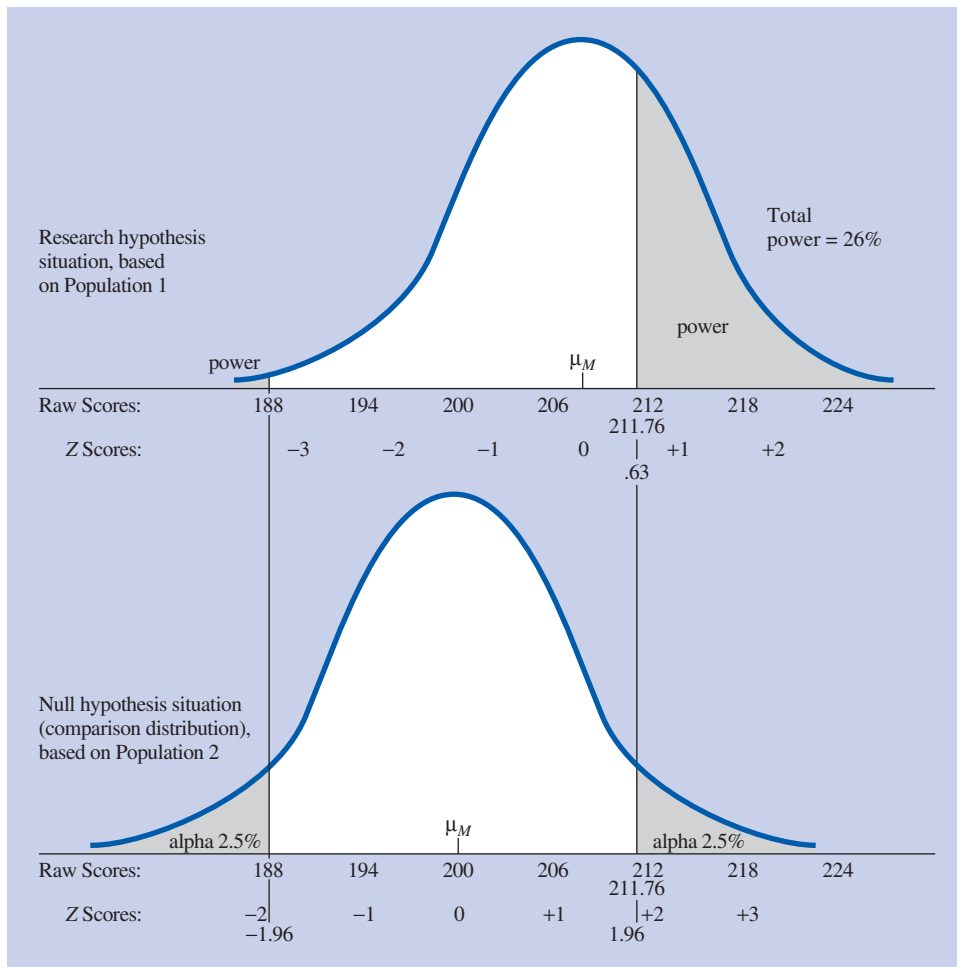 Total
power = 26%
Research hypothesis
situation, based
on Population 1
power
power
μM
Raw Scores: 188 194 200 206 212 218 224
211.76
Z Scores: −3 −2 −1 0 +1 +2
.63
Null hypothesis situation
(comparison distribution),
based on Population 2
μM
alpha 2.5% alpha 2.5%
Raw Scores: 188 194 200 206 212 218 224
211.76
Z Scores: −2 −1 0 +1 +2 +3
−1.96 1.96